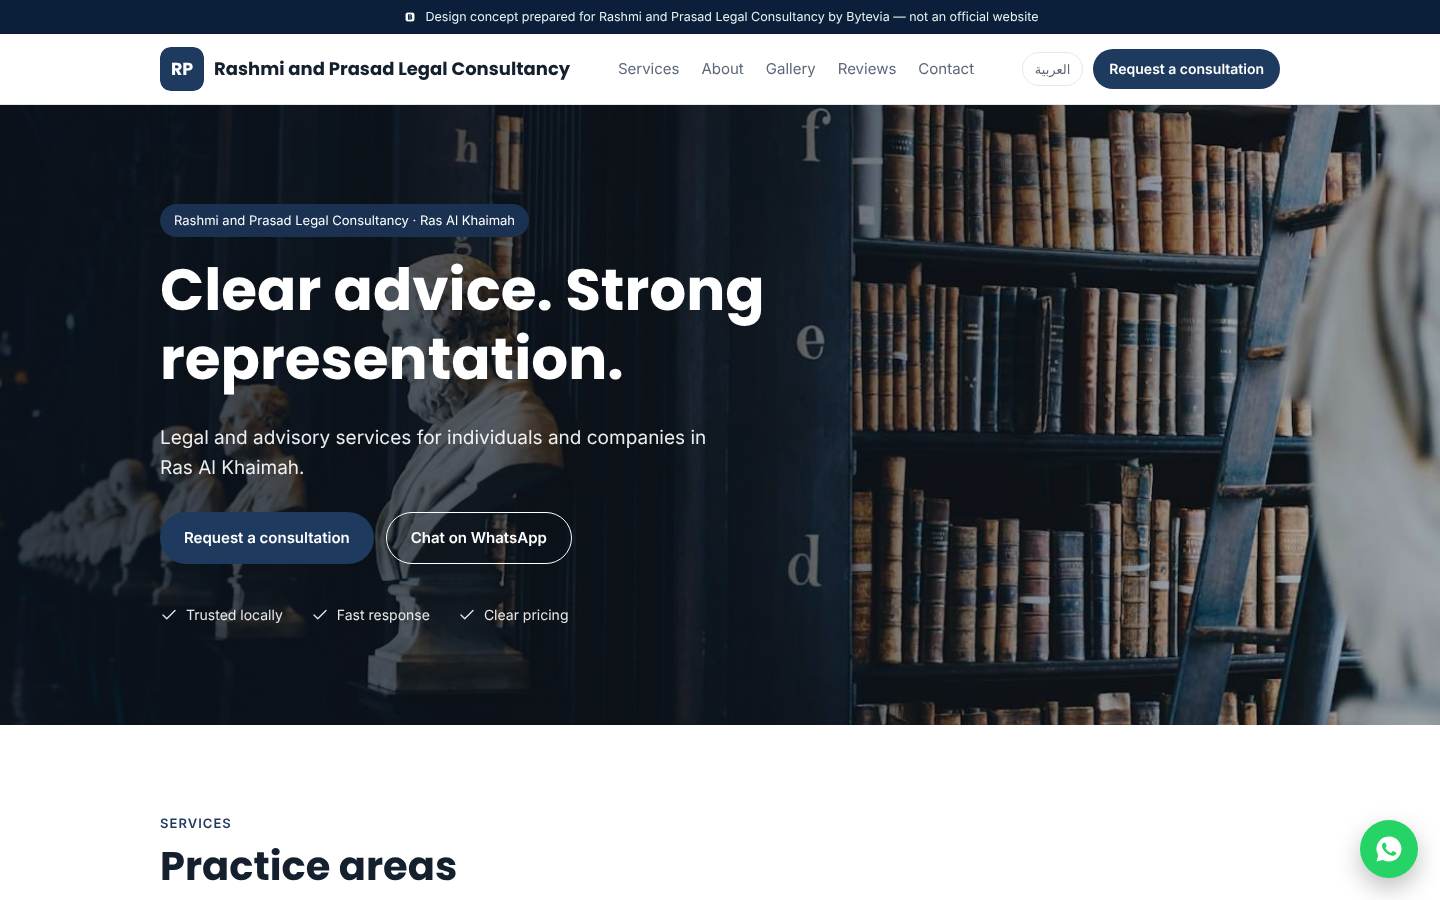 Design concept prepared for Rashmi and Prasad Legal Consultancy by Bytevia — not an official website
RP
Rashmi and Prasad Legal Consultancy
Services
About
Gallery
Reviews
Contact
العربية
Request a consultation
h
f
g
e
d
Rashmi and Prasad Legal Consultancy · Ras Al Khaimah
Clear advice. Strong
representation.
Legal and advisory services for individuals and companies in
Ras Al Khaimah.
Request a consultation
Chat on WhatsApp
Trusted locally
Fast response
Clear pricing
SERVICES
Practice areas